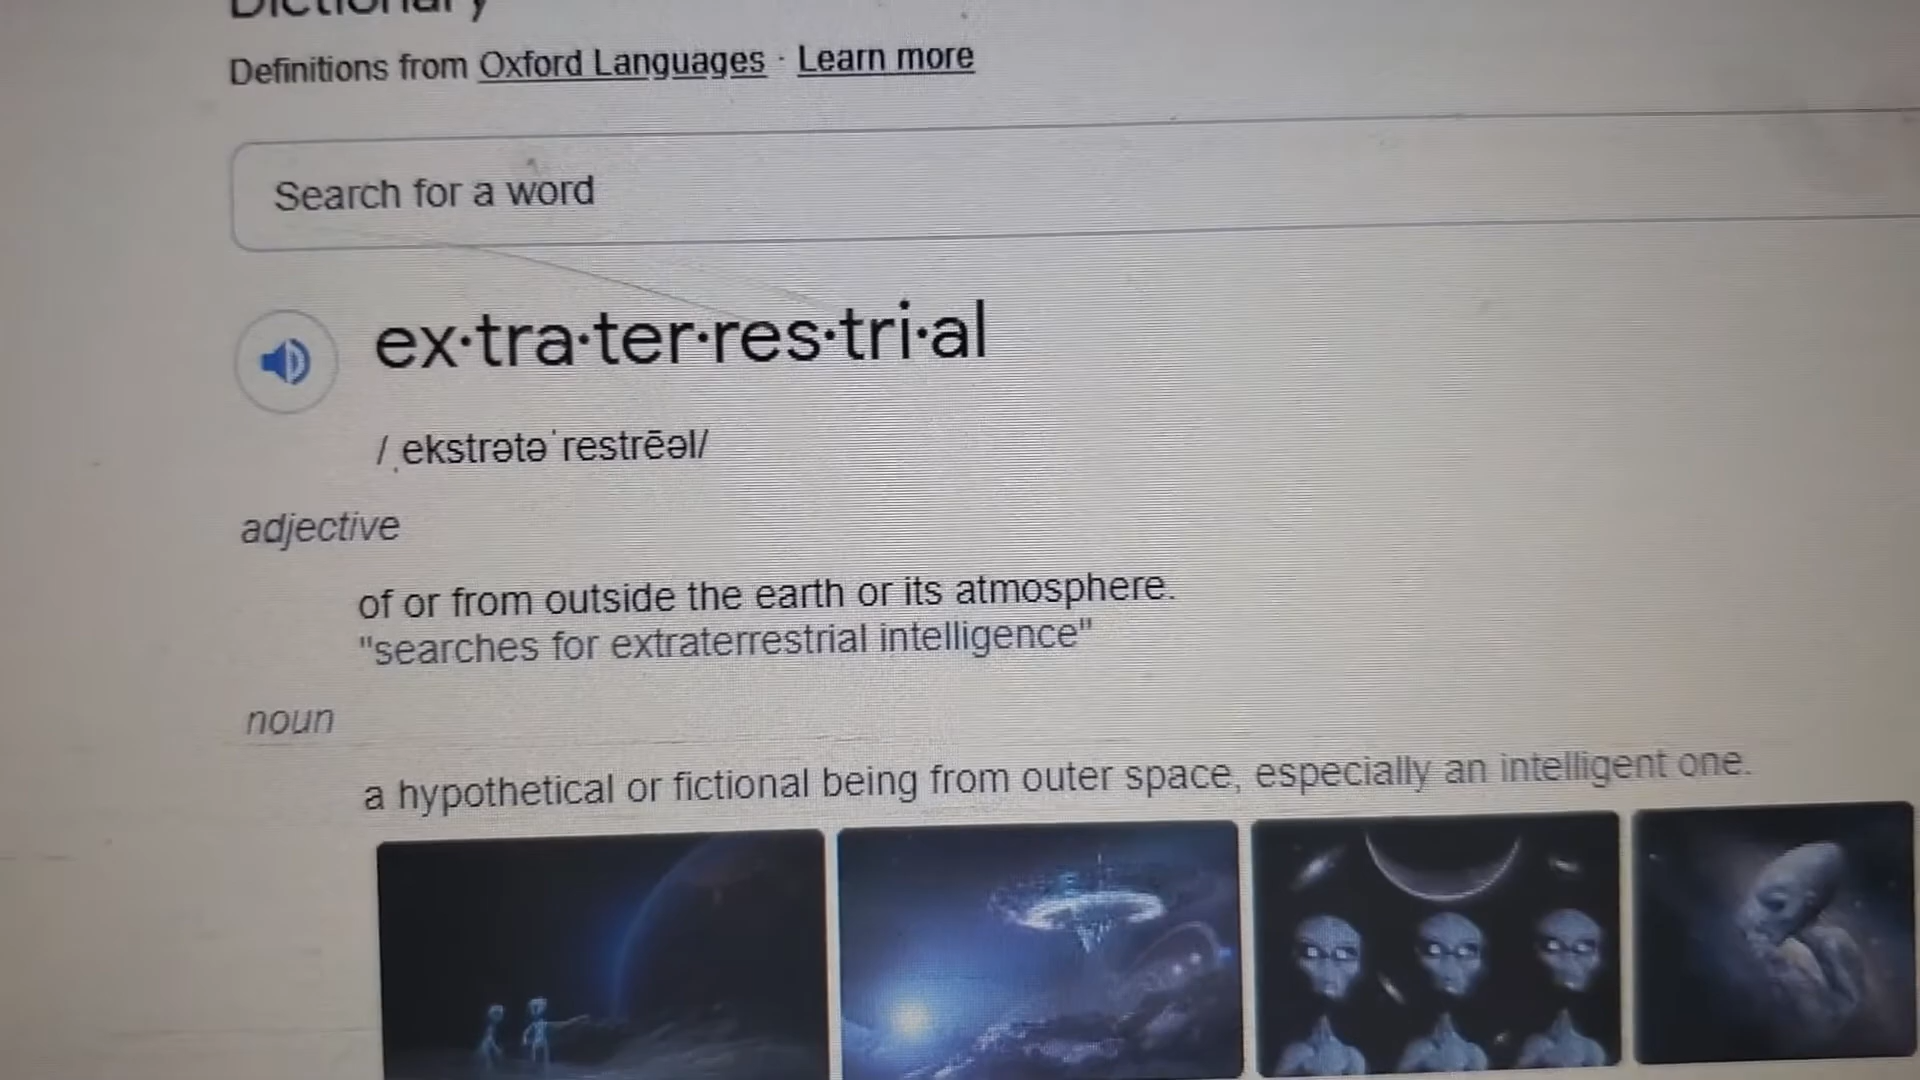 Dictionary
Definitions from Oxford Languages · Learn more
Search for a word
ex·tra·ter·res·tri·al
/ˌekstrətəˈrestrēəl/
adjective
of or from outside the earth or its atmosphere.
"searches for extraterrestrial intelligence"
noun
a hypothetical or fictional being from outer space, especially an intelligent one.